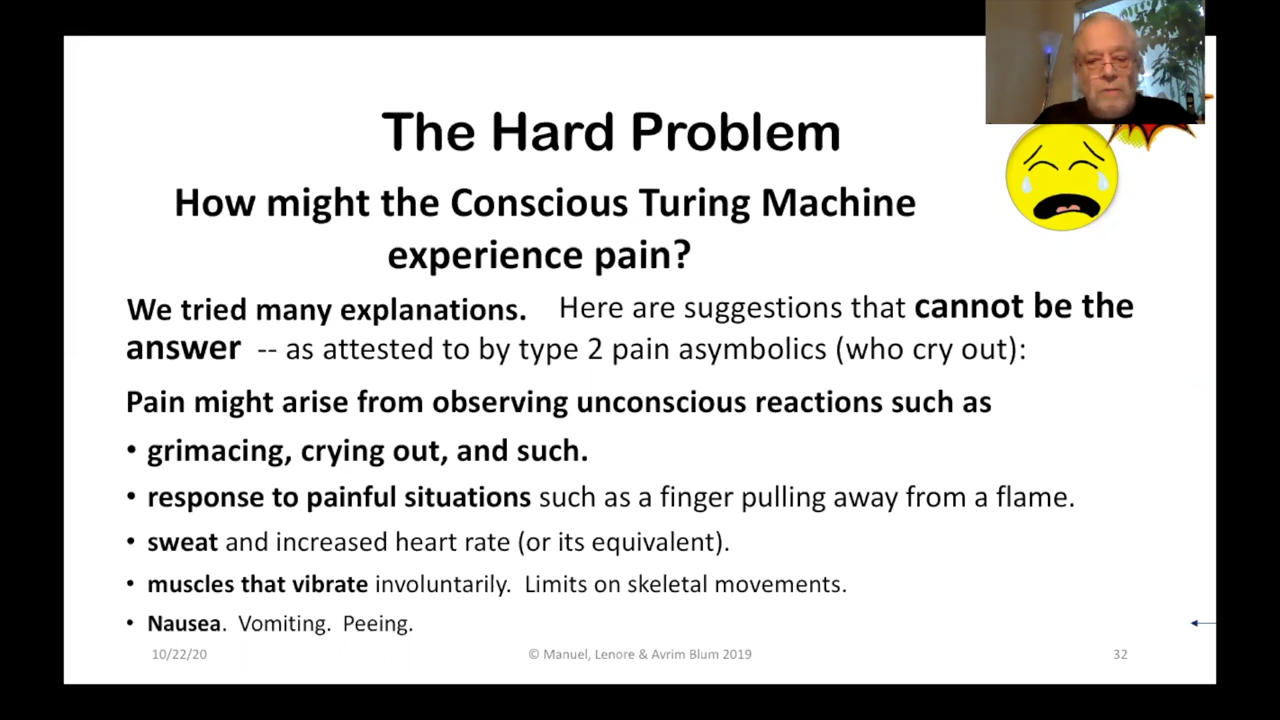 The Hard Problem
How might the Conscious Turing Machine
experience pain?
We tried many explanations. Here are suggestions that cannot be the
answer -- as attested to by type 2 pain asymbolics (who cry out):
Pain might arise from observing unconscious reactions such as
• grimacing, crying out, and such.
• response to painful situations such as a finger pulling away from a flame.
• sweat and increased heart rate (or its equivalent).
• muscles that vibrate involuntarily. Limits on skeletal movements.
• Nausea. Vomiting. Peeing.
10/22/20 © Manuel, Lenore & Avrim Blum 2019 32